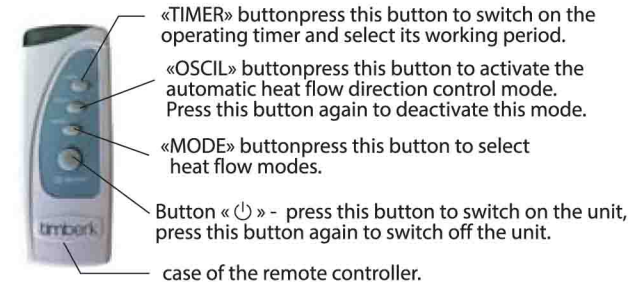 «TIMER» buttonpress this button to switch on the
operating timer and select its working period.
«OSCIL» buttonpress this button to activate the
automatic heat flow direction control mode.
Press this button again to deactivate this mode.
«MODE» buttonpress this button to select
heat flow modes.
Button « ⏻ » - press this button to switch on the unit,
press this button again to switch off the unit.
timberk
case of the remote controller.